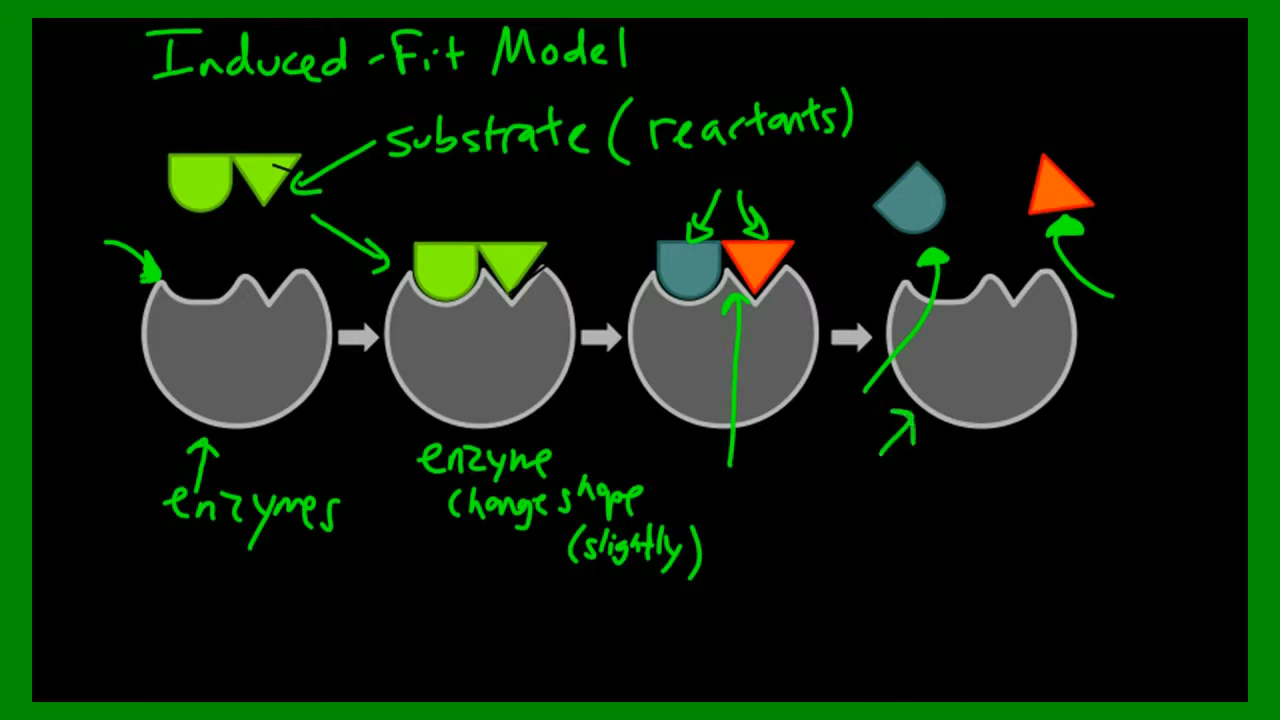 Induced-Fit Model
substrate (reactants)
enzymes
enzyme
change shape
(slightly)